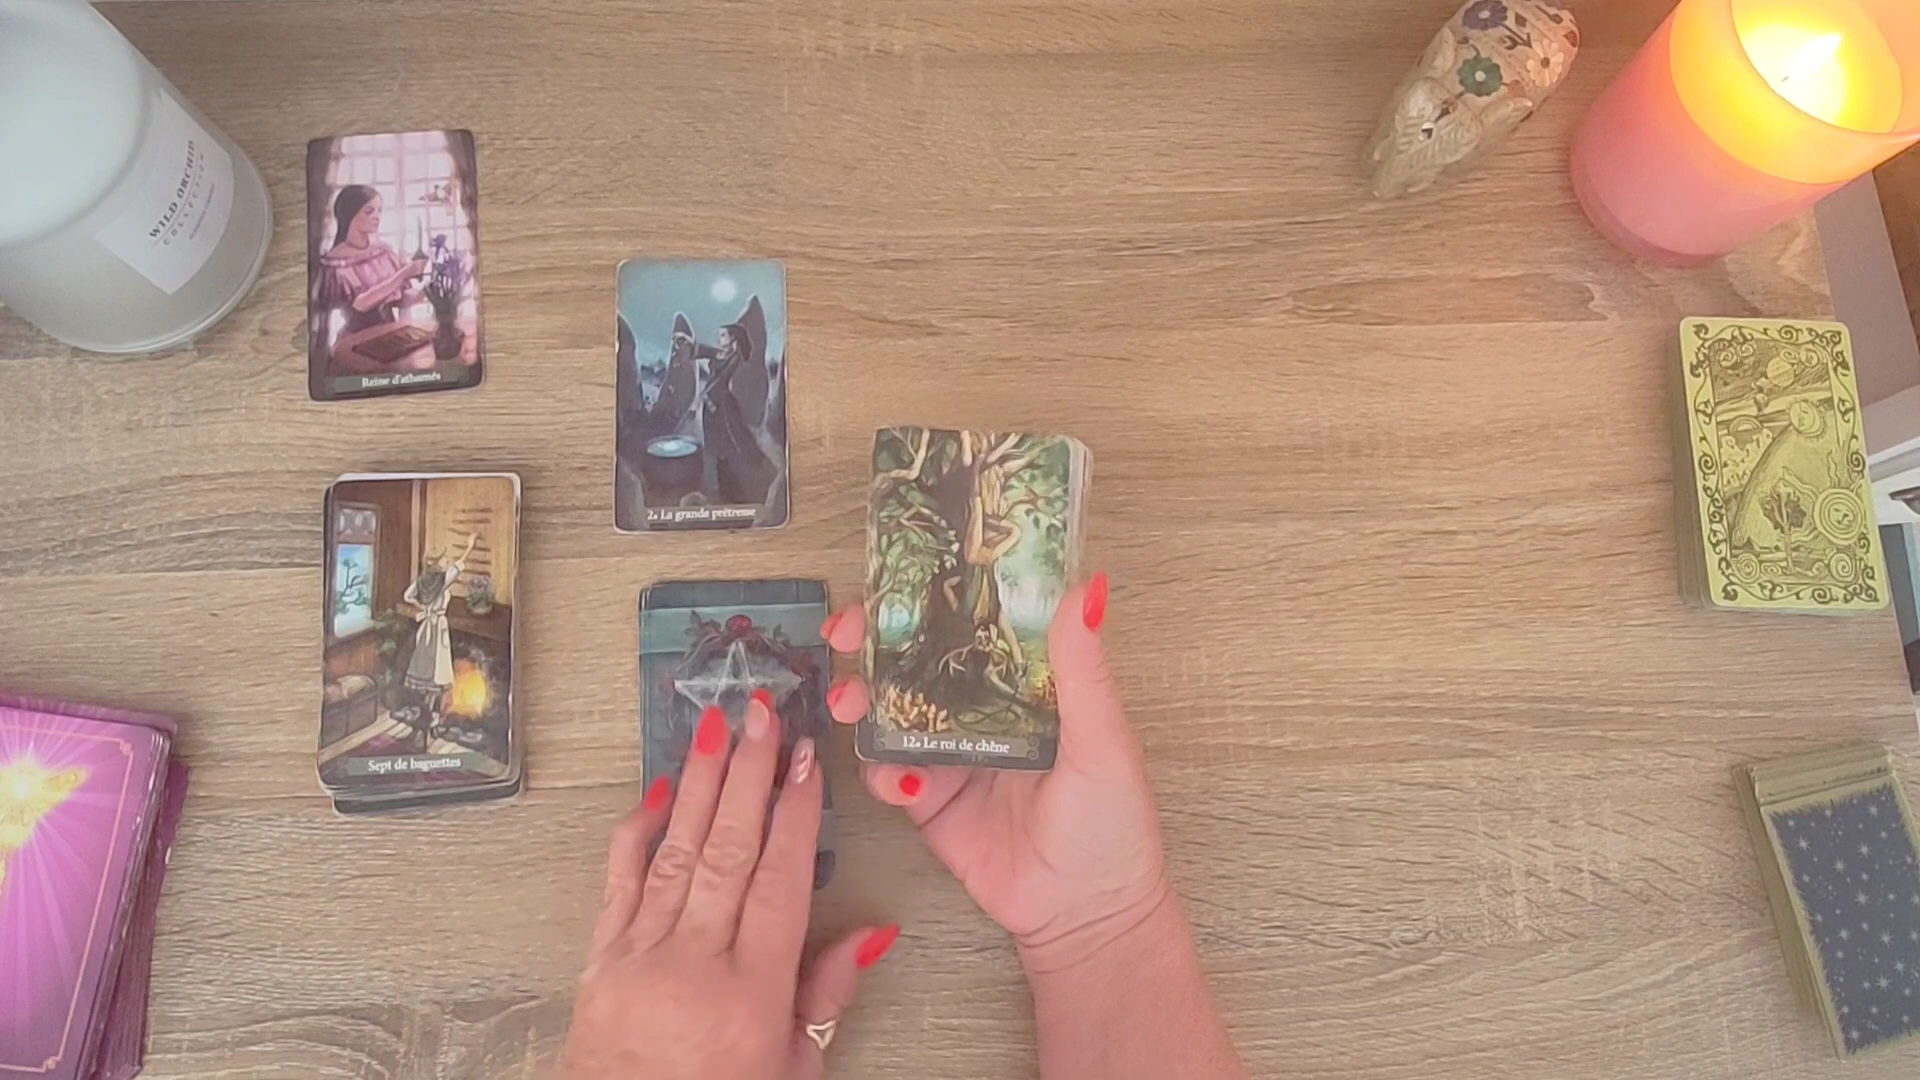 WILD ORCHID
COLLECTION
Reine d'athamés
2. La grande prêtresse
Sept de baguettes
12. Le roi de chêne